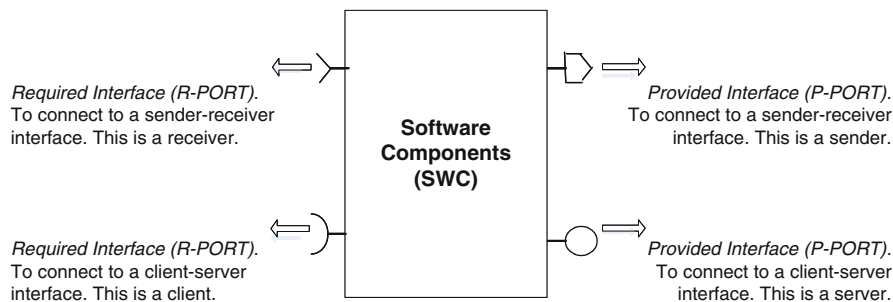 Required Interface (R-PORT).
To connect to a sender-receiver
interface. This is a receiver.
Provided Interface (P-PORT).
To connect to a sender-receiver
interface. This is a sender.
Software
Components
(SWC)
Required Interface (R-PORT).
To connect to a client-server
interface. This is a client.
Provided Interface (P-PORT).
To connect to a client-server
interface. This is a server.